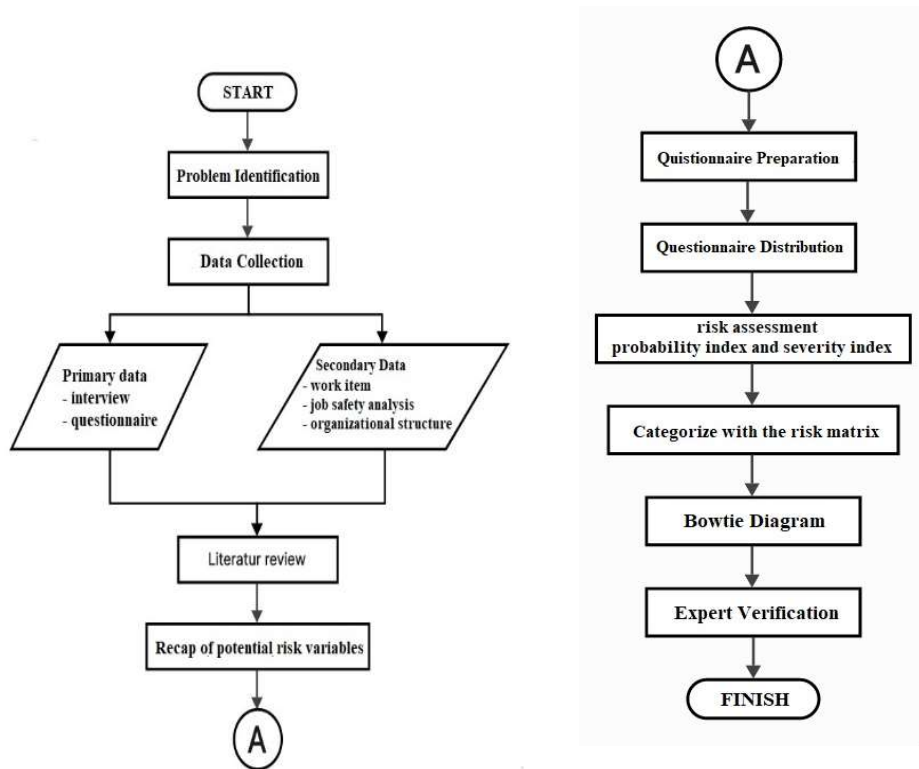 START
Problem Identification
Data Collection
Primary data
- interview
- questionnaire
Secondary Data
- work item
- job safety analysis
- organizational structure
Literatur review
Recap of potential risk variables
A
A
Quistionnaire Preparation
Questionnaire Distribution
risk assessment
probability index and severity index
Categorize with the risk matrix
Bowtie Diagram
Expert Verification
FINISH